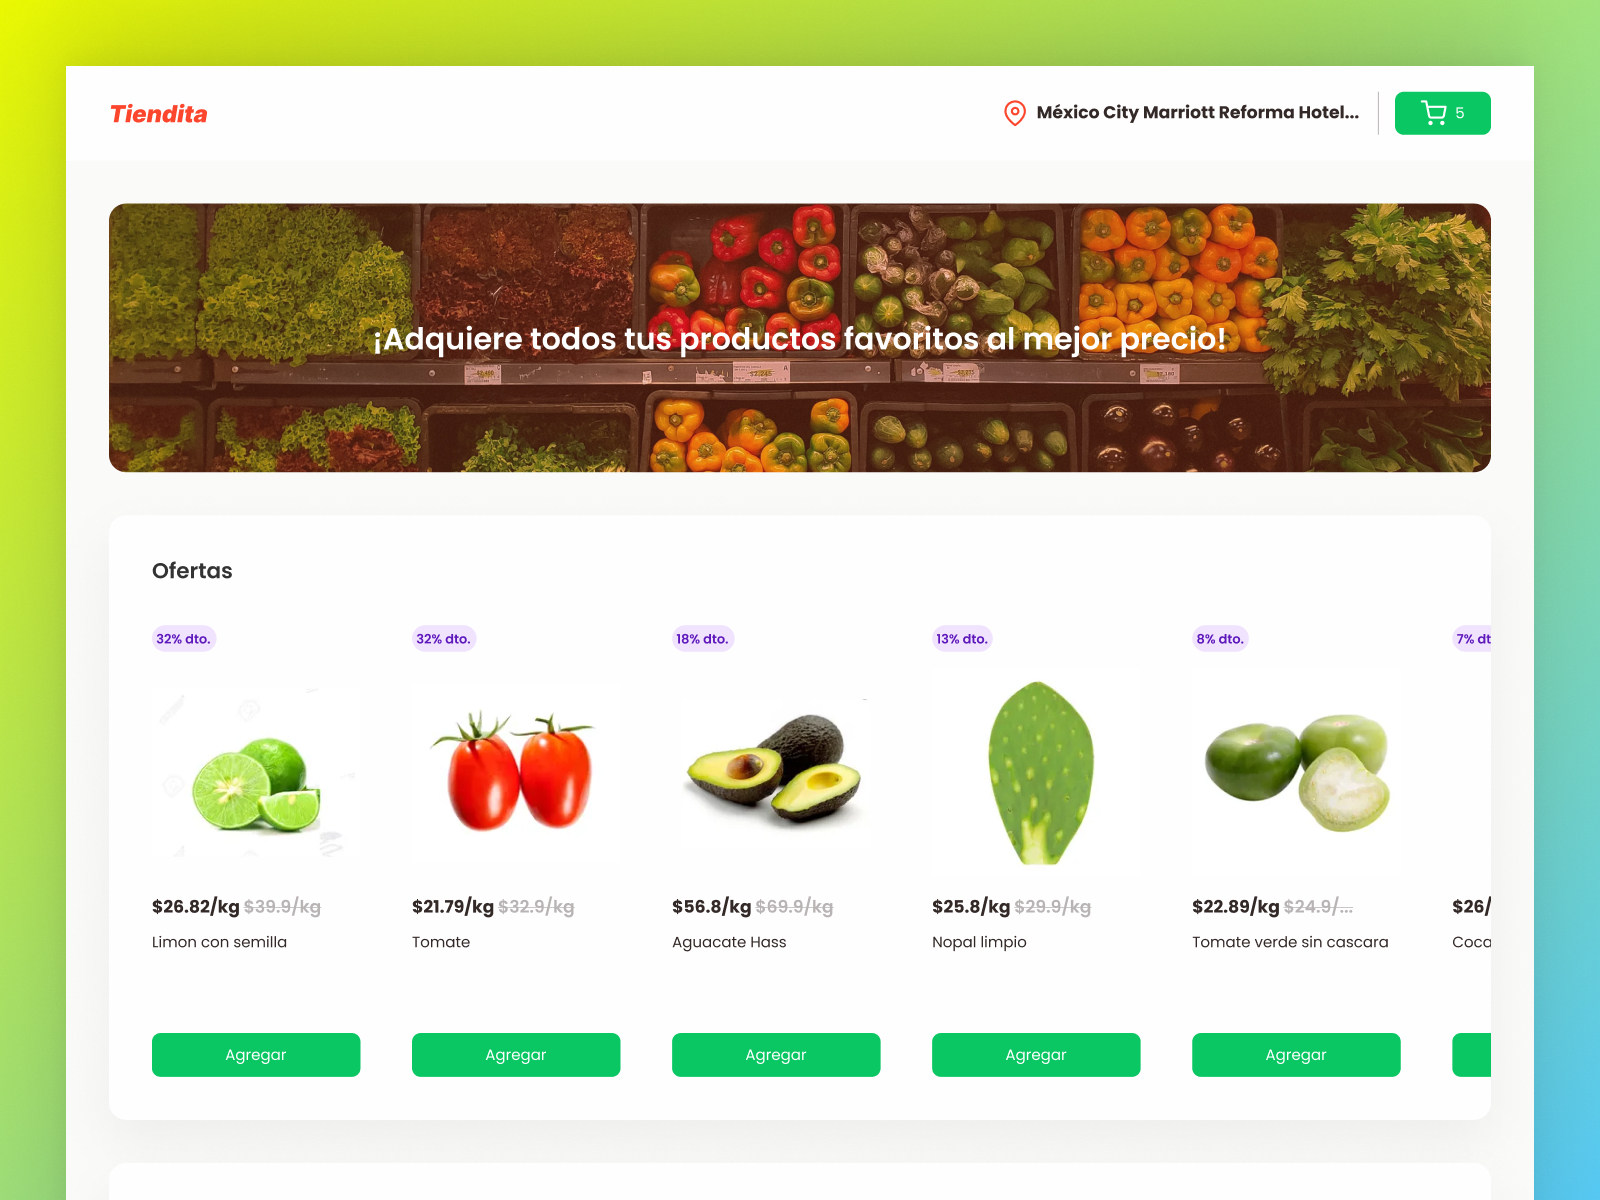 Tiendita
México City Marriott Reforma Hotel...
5
¡Adquiere todos tus productos favoritos al mejor precio!
Ofertas
32% dto.
32% dto.
18% dto.
13% dto.
8% dto.
7% dt
$26.82/kg $39.9/kg
$21.79/kg $32.9/kg
$56.8/kg $69.9/kg
$25.8/kg $29.9/kg
$22.89/kg $24.9/...
$26/
Limon con semilla
Tomate
Aguacate Hass
Nopal limpio
Tomate verde sin cascara
Coca
Agregar
Agregar
Agregar
Agregar
Agregar